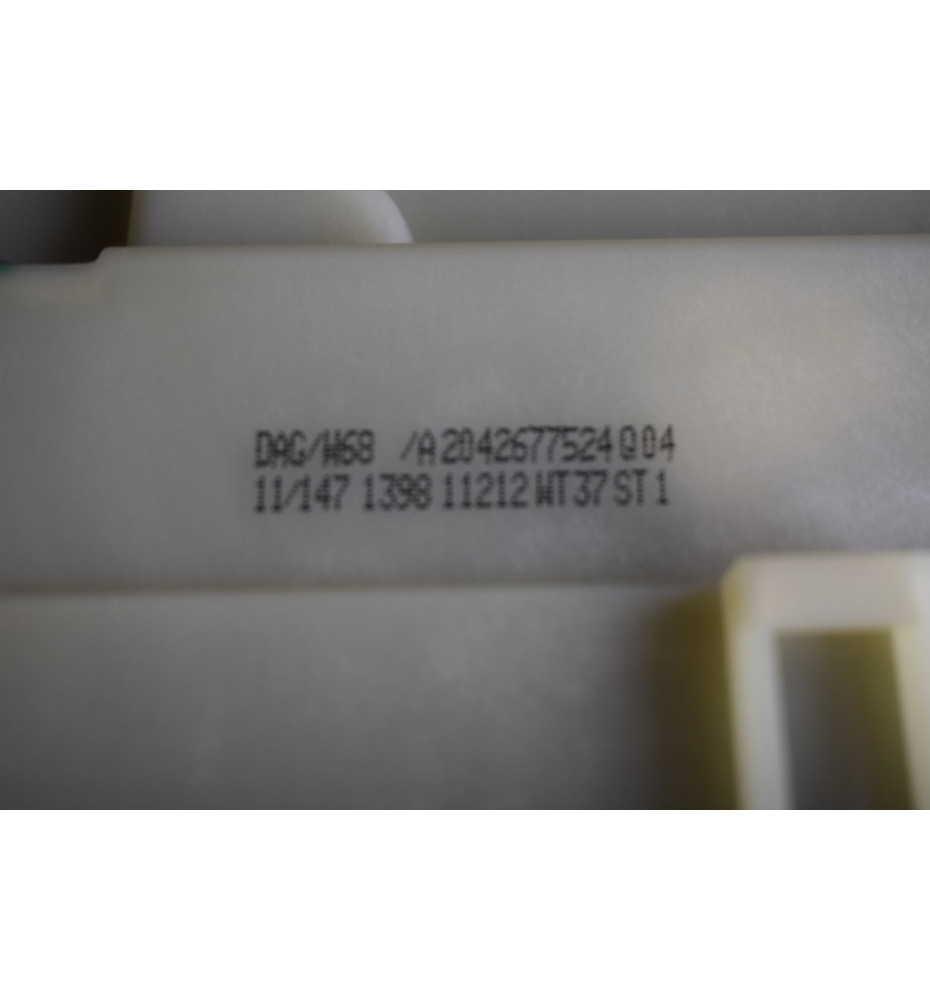 DAG/W68 /A2042677524Q04
11/147 1398 11212 WT37 ST1